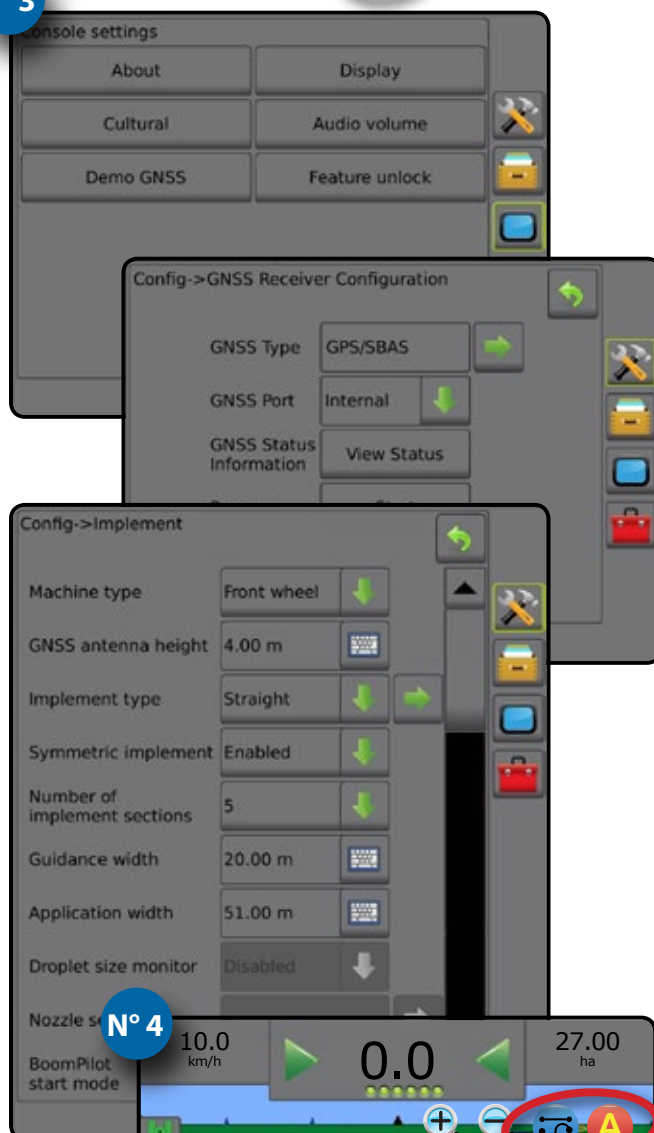 3
Console settings
About
Display
Cultural
Audio volume
Demo GNSS
Feature unlock
Config->GNSS Receiver Configuration
GNSS Type GPS/SBAS
GNSS Port Internal
GNSS Status
Information
View Status
Config->Implement
Machine type Front wheel
GNSS antenna height 4.00 m
Implement type Straight
Symmetric implement Enabled
Number of
implement sections
5
Guidance width 20.00 m
Application width 51.00 m
Droplet size monitor Disabled
Nozzle
BoomPilot
start mode
N° 4
10.0
km/h
0.0
27.00
ha
A